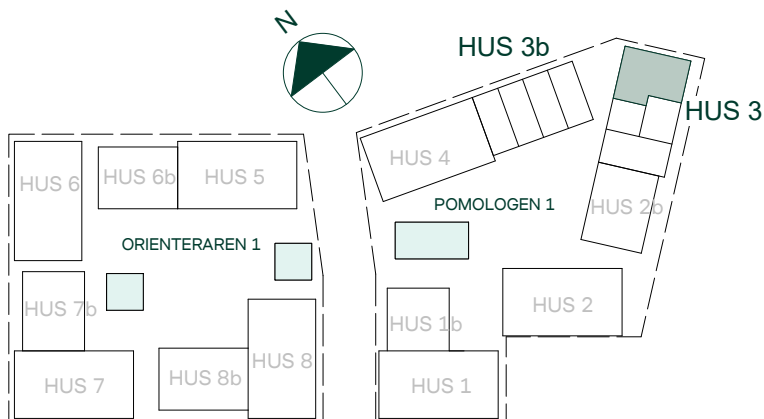 N
HUS 3b
HUS 3
HUS 4
HUS 6
HUS 6b
HUS 5
POMOLOGEN 1
HUS 2b
ORIENTERAREN 1
HUS 7b
HUS 2
HUS 1b
HUS 8
HUS 8b
HUS 7
HUS 1